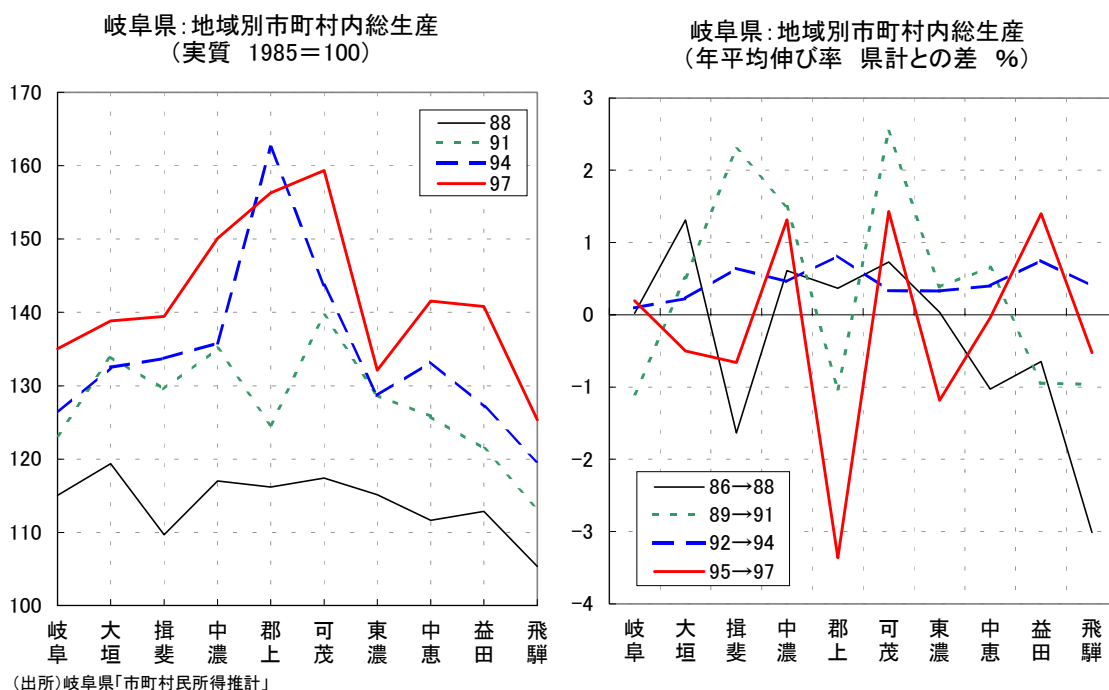 岐阜県:地域別市町村内総生産
(実質 1985=100)
170
160
150
140
130
120
110
100
88
91
94
97
岐阜
大垣
揖斐
中濃
郡上
可茂
東濃
中恵
益田
飛騨
(出所)岐阜県「市町村民所得推計」
岐阜県:地域別市町村内総生産
(年平均伸び率 県計との差 %)
3
2
1
0
-1
-2
-3
-4
86→88
89→91
92→94
95→97
岐阜
大垣
揖斐
中濃
郡上
可茂
東濃
中恵
益田
飛騨